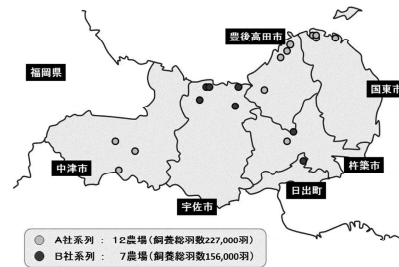 豊後高田市
福岡県
国東市
中津市
杵築市
日出町
宇佐市
A社系列 : 12農場(飼養総羽数227,000羽)
B社系列 : 7農場(飼養総羽数156,000羽)